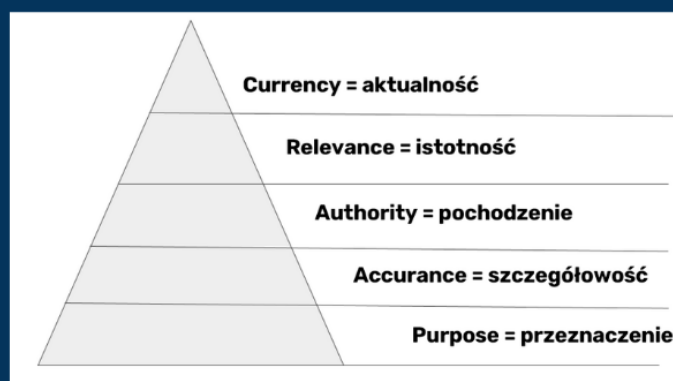 Currency = aktualność
Relevance = istotność
Authority = pochodzenie
Accurance = szczegółowość
Purpose = przeznaczenie